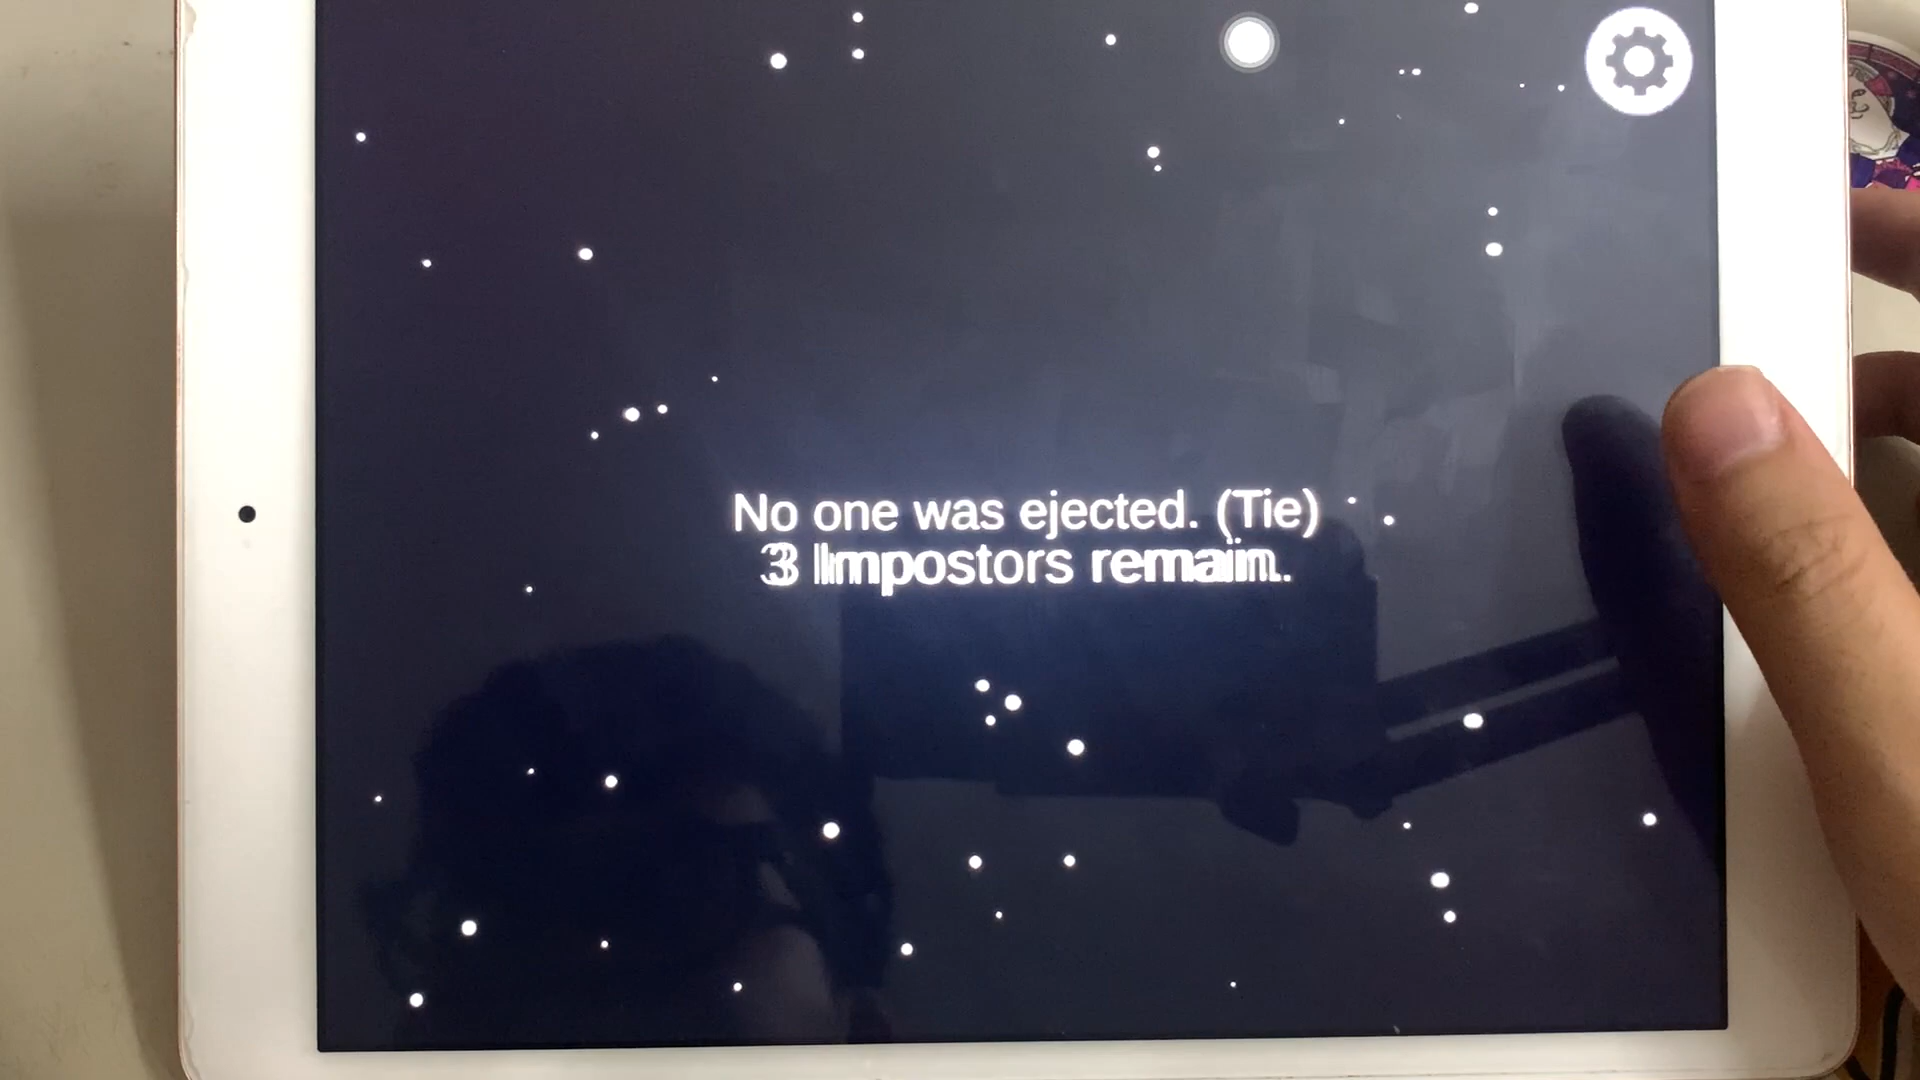 No one was ejected. (Tie)
3 Impostors remain.